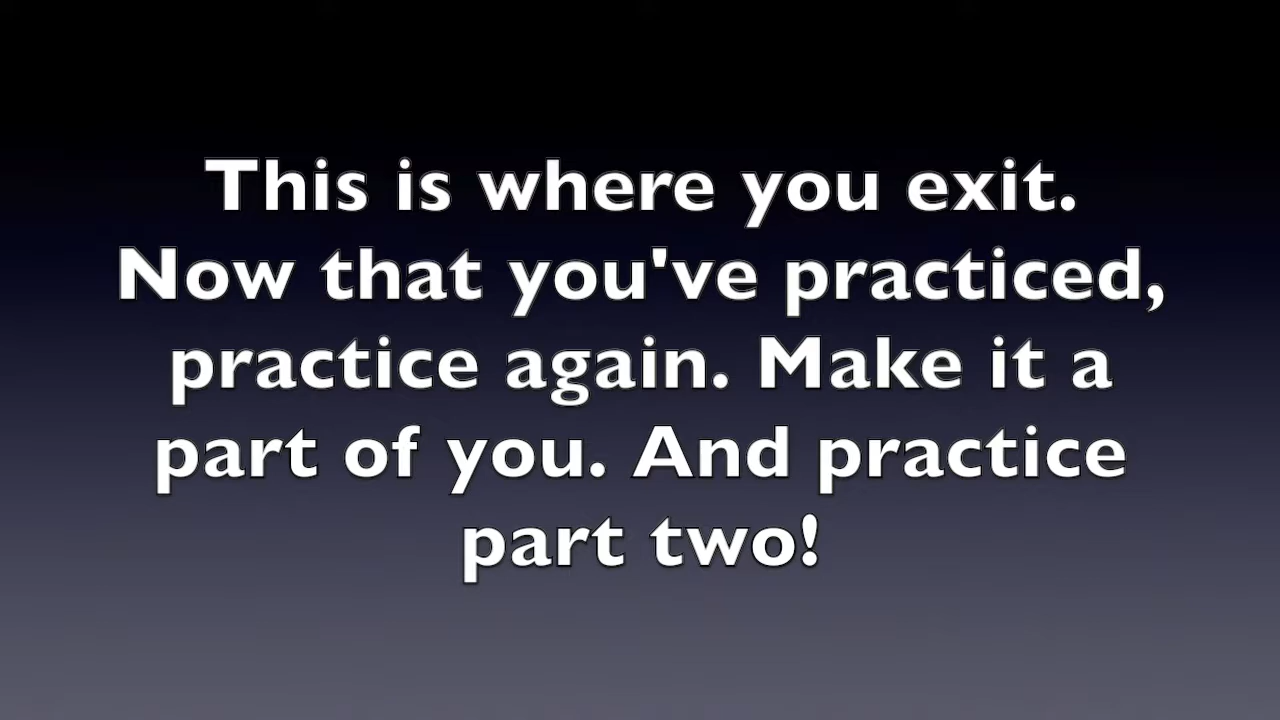 This is where you exit.
Now that you've practiced,
practice again. Make it a
part of you. And practice
part two!